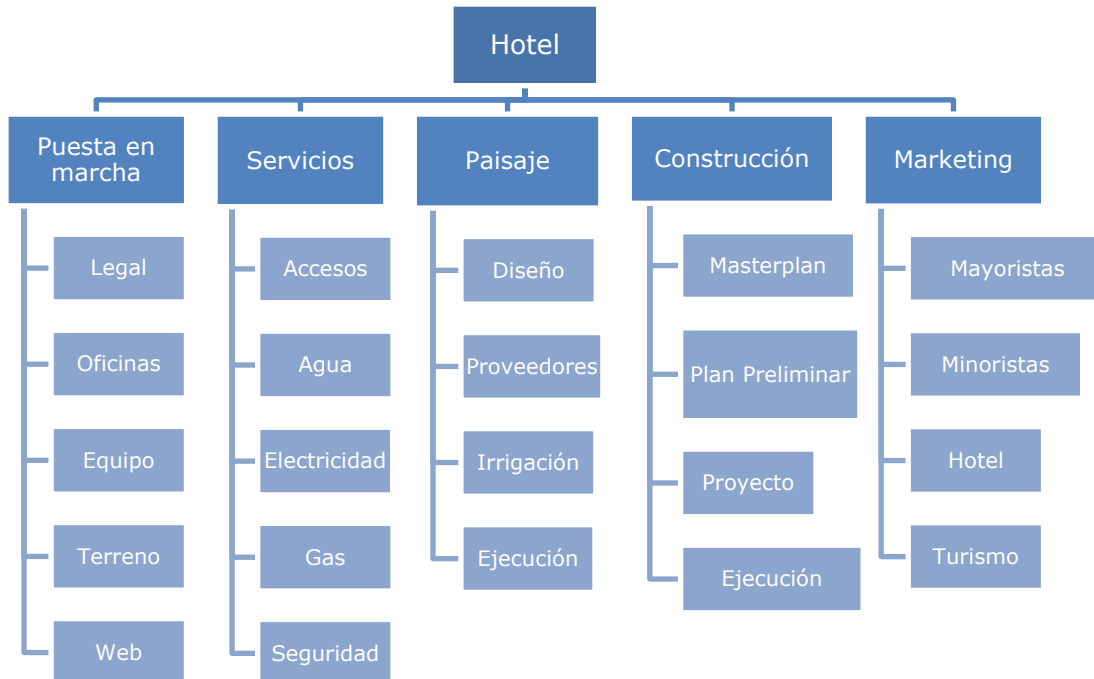 Hotel
Puesta en
marcha
Legal
Oficinas
Equipo
Terreno
Web
Servicios
Accesos
Agua
Electricidad
Gas
Seguridad
Paisaje
Diseño
Proveedores
Irrigación
Ejecución
Construcción
Masterplan
Plan Preliminar
Proyecto
Ejecución
Marketing
Mayoristas
Minoristas
Hotel
Turismo